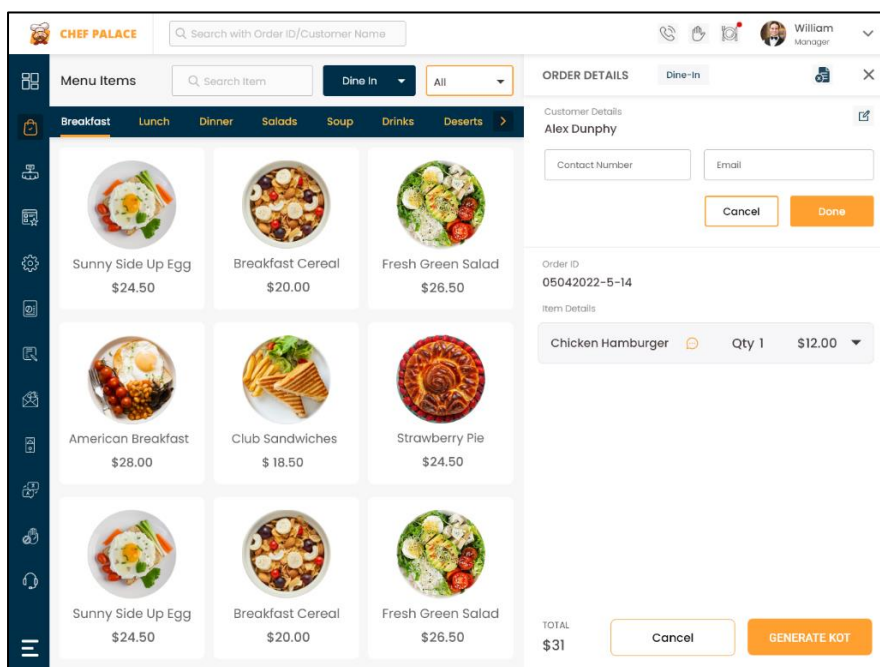 CHEF PALACE
Search with Order ID/Customer Name
William
Manager
Menu Items
Search Item
Dine In
All
Breakfast Lunch Dinner Salads Soup Drinks Deserts
Sunny Side Up Egg
$24.50
Breakfast Cereal
$20.00
Fresh Green Salad
$26.50
American Breakfast
$28.00
Club Sandwiches
$ 18.50
Strawberry Pie
$24.50
Sunny Side Up Egg
$24.50
Breakfast Cereal
$20.00
Fresh Green Salad
$26.50
ORDER DETAILS
Dine-In
Customer Details
Alex Dunphy
Contact Number
Email
Cancel
Done
Order ID
05042022-5-14
Item Details
Chicken Hamburger Qty 1 $12.00
TOTAL
$31
Cancel
GENERATE KOT